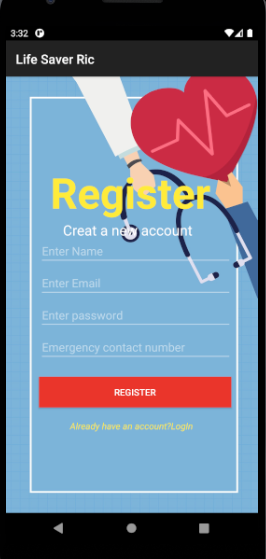 3:32
Life Saver Ric
Register
Creat a new account
Enter Name
Enter Email
Enter password
Emergency contact number
REGISTER
Already have an account?LogIn